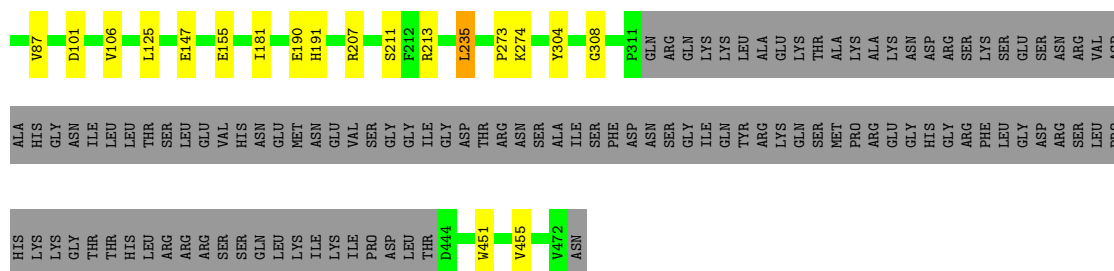 V87 D101 V106 L125 E147 E155 I181 E190 H191 R207 S211 F212 R213 L235 P273 K274 Y304 G308 P311 GLN ARG GLN LYS LYS LEU ALA GLU LYS THR ALA LYS ALA LYS ASN ASP ARG SER LYS SER GLU SER ASN ARG VAL ASP
ALA HIS GLY ASN ILE LEU LEU THR SER LEU GLU VAL HIS ASN GLU MET ASN GLU VAL SER GLY GLY ILE GLY ASP THR ARG ASN SER ALA ILE SER PHE ASP ASN SER GLY ILE GLN TYR ARG LYS GLN SER MET PRO ARG GLU GLY HIS GLY ARG PHE LEU GLY ASP ARG SER LEU PRO
HIS LYS LYS GLY THR THR HIS LEU ARG ARG ARG SER SER GLN LEU LYS ILE LYS ILE PRO ASP LEU THR D444 W451 V455 V472 ASN